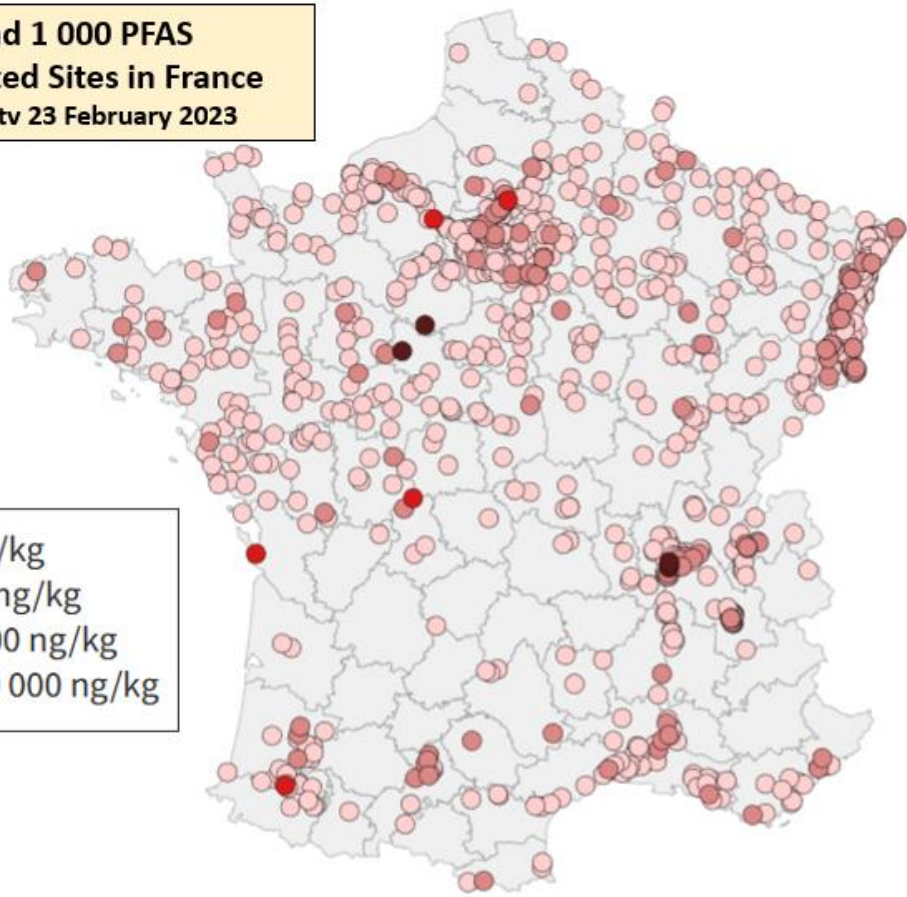 d 1 000 PFAS
ed Sites in France
tv 23 February 2023
/kg
ng/kg
00 ng/kg
000 ng/kg